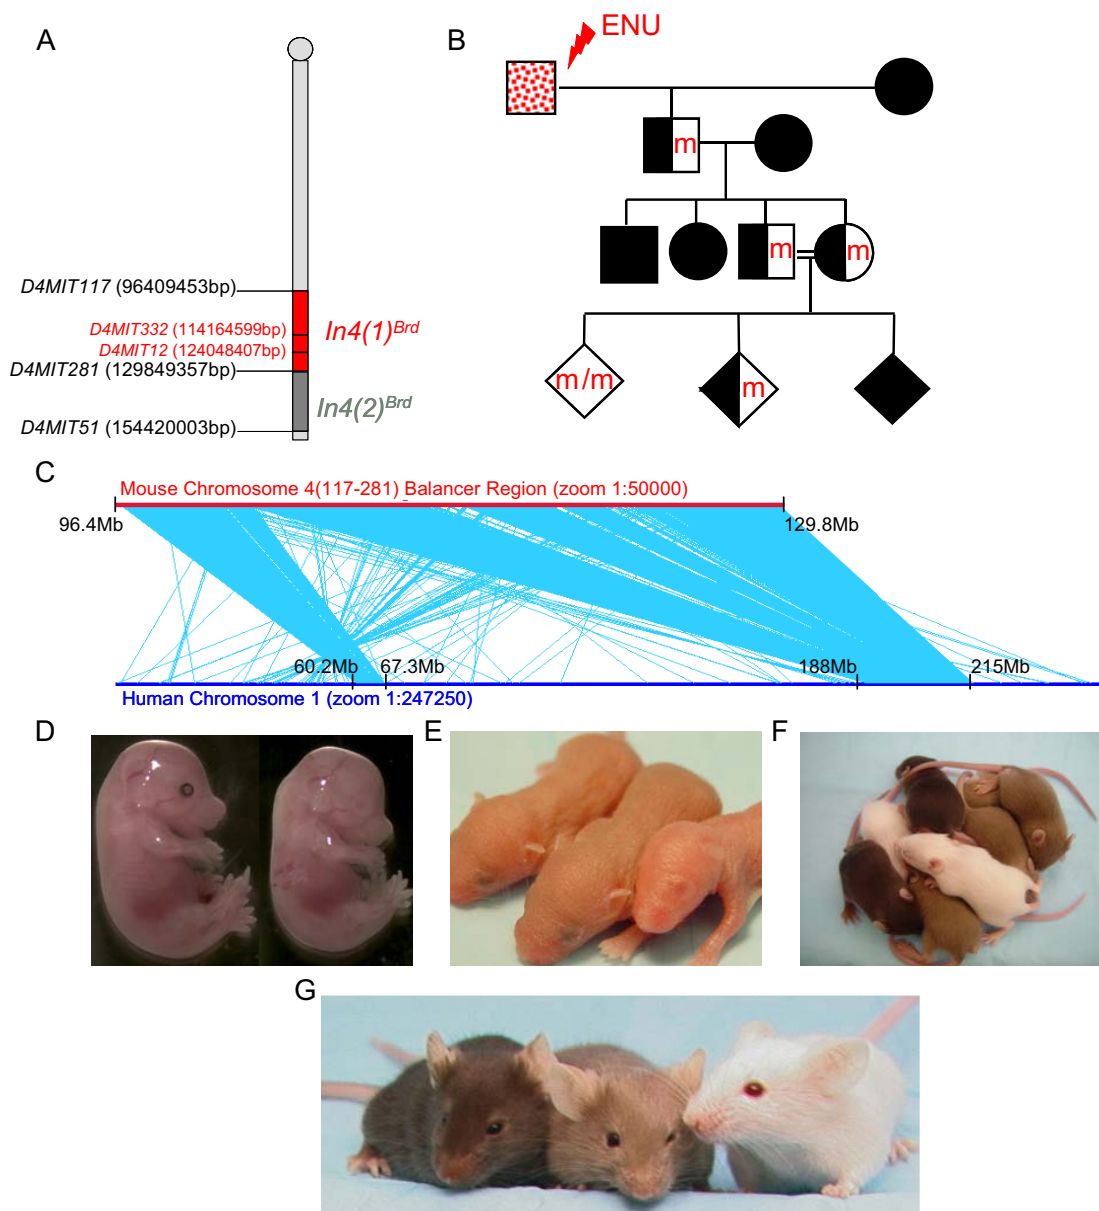 A
D4MIT117 (96409453bp)
D4MIT332 (114164599bp)
D4MIT12 (124048407bp)
D4MIT281 (129849357bp)
D4MIT51 (154420003bp)
In4(1)Brd
In4(2)Brd
B
ENU
m
m
m
m/m
m
C
Mouse Chromosome 4(117-281) Balancer Region (zoom 1:50000)
96.4Mb
129.8Mb
60.2Mb
67.3Mb
188Mb
215Mb
Human Chromosome 1 (zoom 1:247250)
D
E
F
G